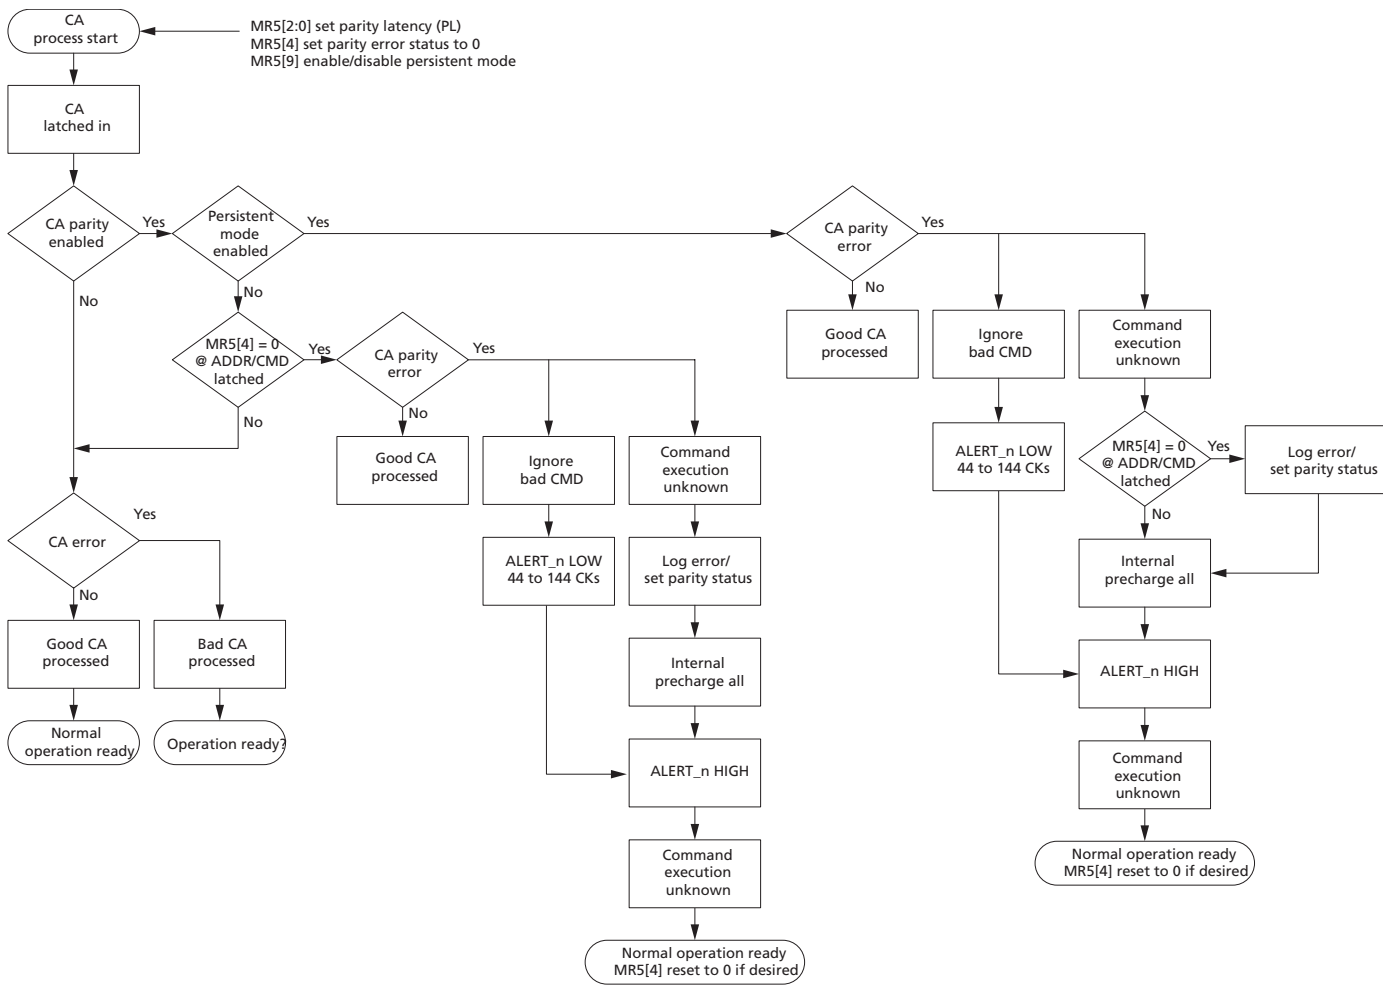 CA
process start
MR5[2:0] set parity latency (PL)
MR5[4] set parity error status to 0
MR5[9] enable/disable persistent mode
CA
latched in
CA parity
enabled
Yes
No
Persistent
mode
enabled
Yes
No
CA parity
error
Yes
No
Good CA
processed
Ignore
bad CMD
Command
execution
unknown
MR5[4] = 0
@ ADDR/CMD
latched
Yes
No
CA parity
error
Yes
No
Good CA
processed
Ignore
bad CMD
Command
execution
unknown
ALERT_n LOW
44 to 144 CKs
MR5[4] = 0
@ ADDR/CMD
latched
Yes
No
Log error/
set parity status
CA error
Yes
No
ALERT_n LOW
44 to 144 CKs
Log error/
set parity status
Internal
precharge all
Good CA
processed
Bad CA
processed
Internal
precharge all
ALERT_n HIGH
Normal
operation ready
Operation ready?
ALERT_n HIGH
Command
execution
unknown
Command
execution
unknown
Normal operation ready
MR5[4] reset to 0 if desired
Normal operation ready
MR5[4] reset to 0 if desired